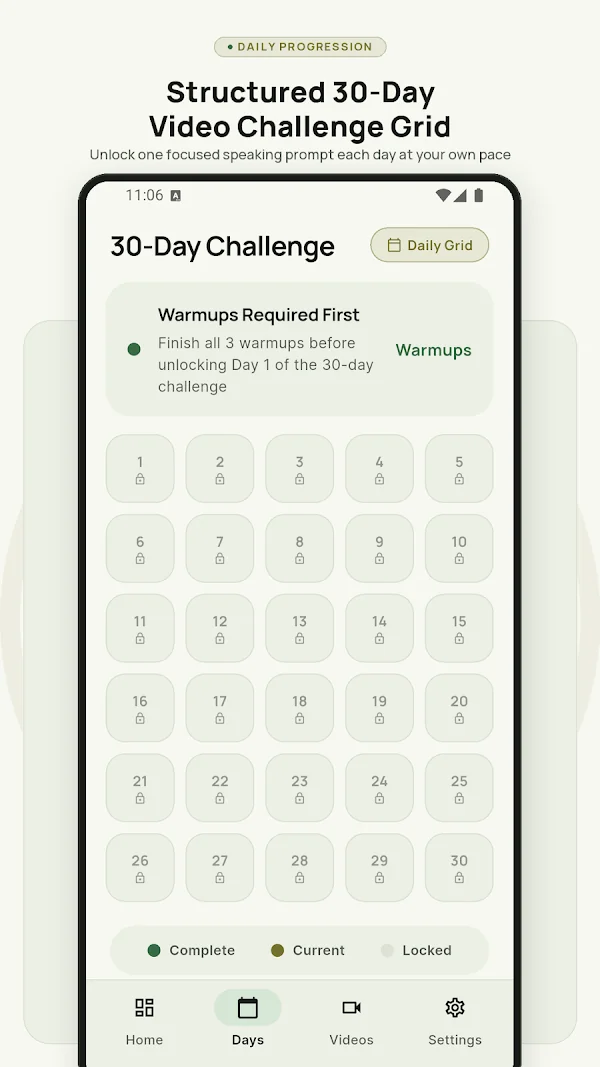 DAILY PROGRESSION
Structured 30-Day
Video Challenge Grid
Unlock one focused speaking prompt each day at your own pace
11:06 A
30-Day Challenge
Daily Grid
Warmups Required First
Finish all 3 warmups before
unlocking Day 1 of the 30-day
challenge
Warmups
1 2 3 4 5
6 7 8 9 10
11 12 13 14 15
16 17 18 19 20
21 22 23 24 25
26 27 28 29 30
Complete Current Locked
Home Days Videos Settings